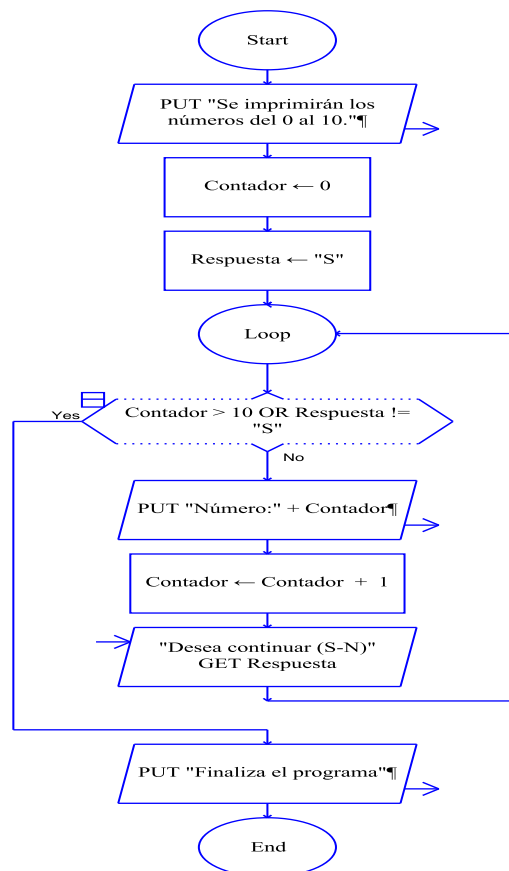 Start
PUT "Se imprimirán los
números del 0 al 10."¶
Contador ← 0
Respuesta ← "S"
Loop
Contador > 10 OR Respuesta !=
"S"
Yes
No
PUT "Número:" + Contador¶
Contador ← Contador + 1
"Desea continuar (S-N)"
GET Respuesta
PUT "Finaliza el programa"¶
End